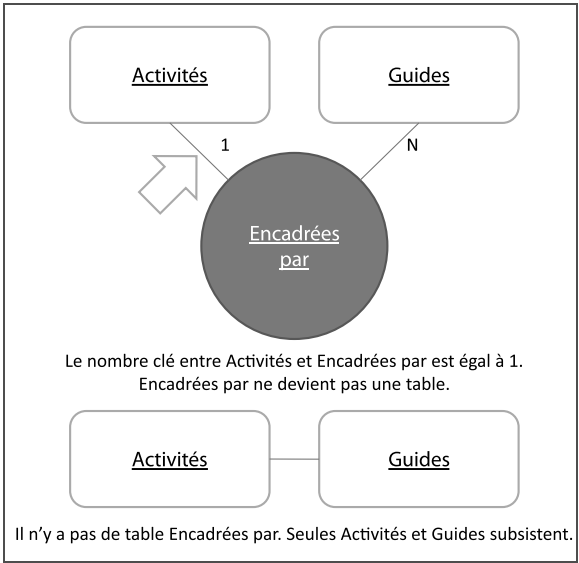 Activités
Guides
1
N
Encadrées
par
Le nombre clé entre Activités et Encadrées par est égal à 1.
Encadrées par ne devient pas une table.
Activités
Guides
Il n’y a pas de table Encadrées par. Seules Activités et Guides subsistent.